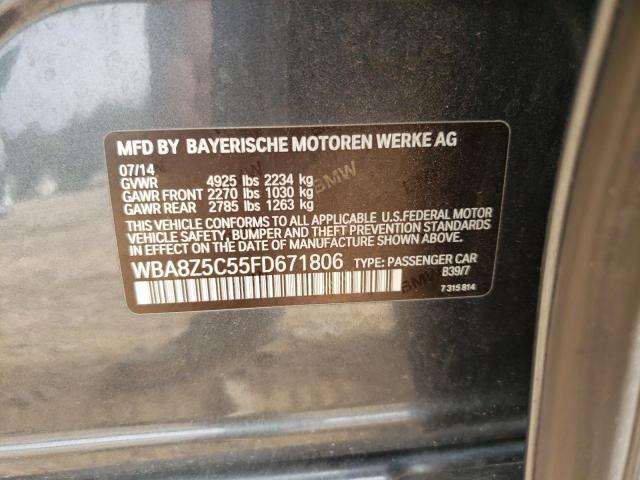 MFD BY BAYERISCHE MOTOREN WERKE AG
07/14
GVWR 4925 lbs 2234 kg
GAWR FRONT 2270 lbs 1030 kg
GAWR REAR 2785 lbs 1263 kg
THIS VEHICLE CONFORMS TO ALL APPLICABLE U.S.FEDERAL MOTOR
VEHICLE SAFETY, BUMPER AND THEFT PREVENTION STANDARDS
IN EFFECT ON THE DATE OF MANUFACTURE SHOWN ABOVE.
WBA8Z5C55FD671806 TYPE: PASSENGER CAR
B39/7
7 315 814
BMW
BMW